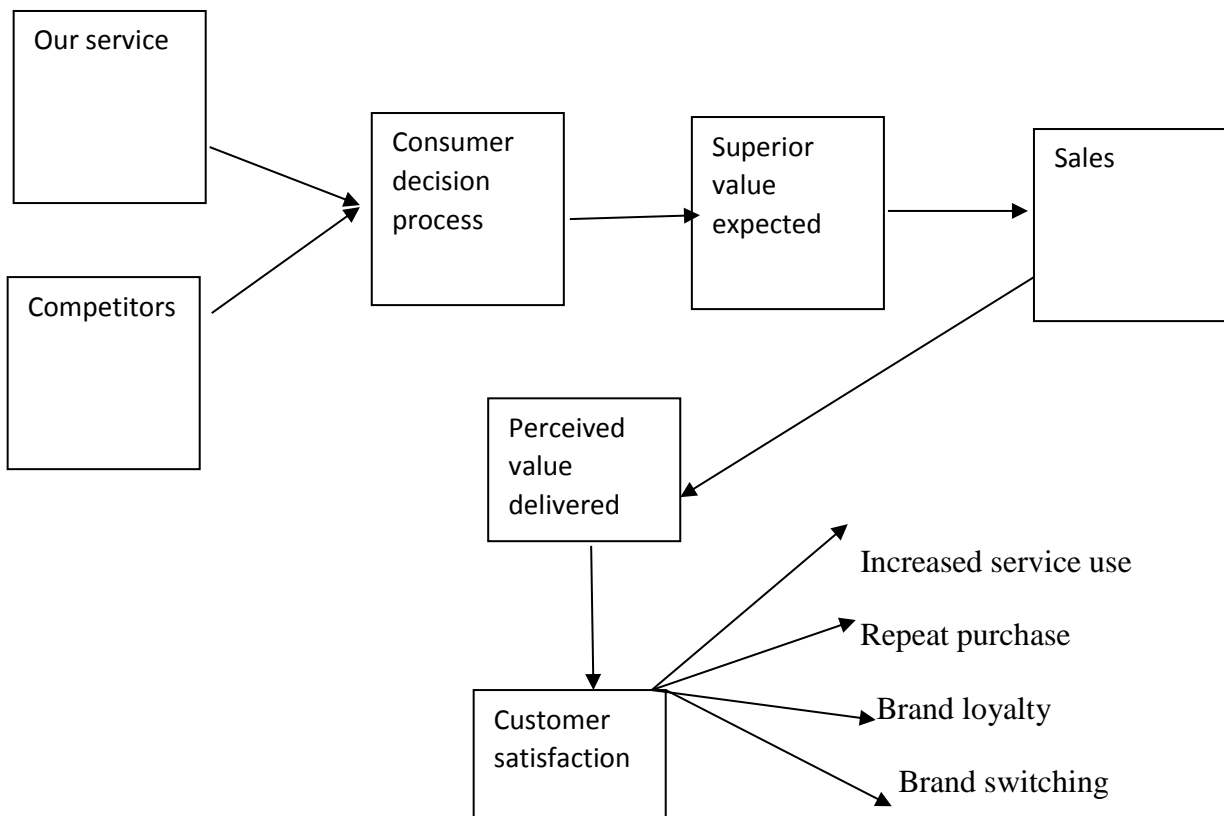 Our service
Consumer
decision
process
Superior
value
expected
Sales
Competitors
Perceived
value
delivered
Increased service use
Repeat purchase
Brand loyalty
Brand switching
Customer
satisfaction